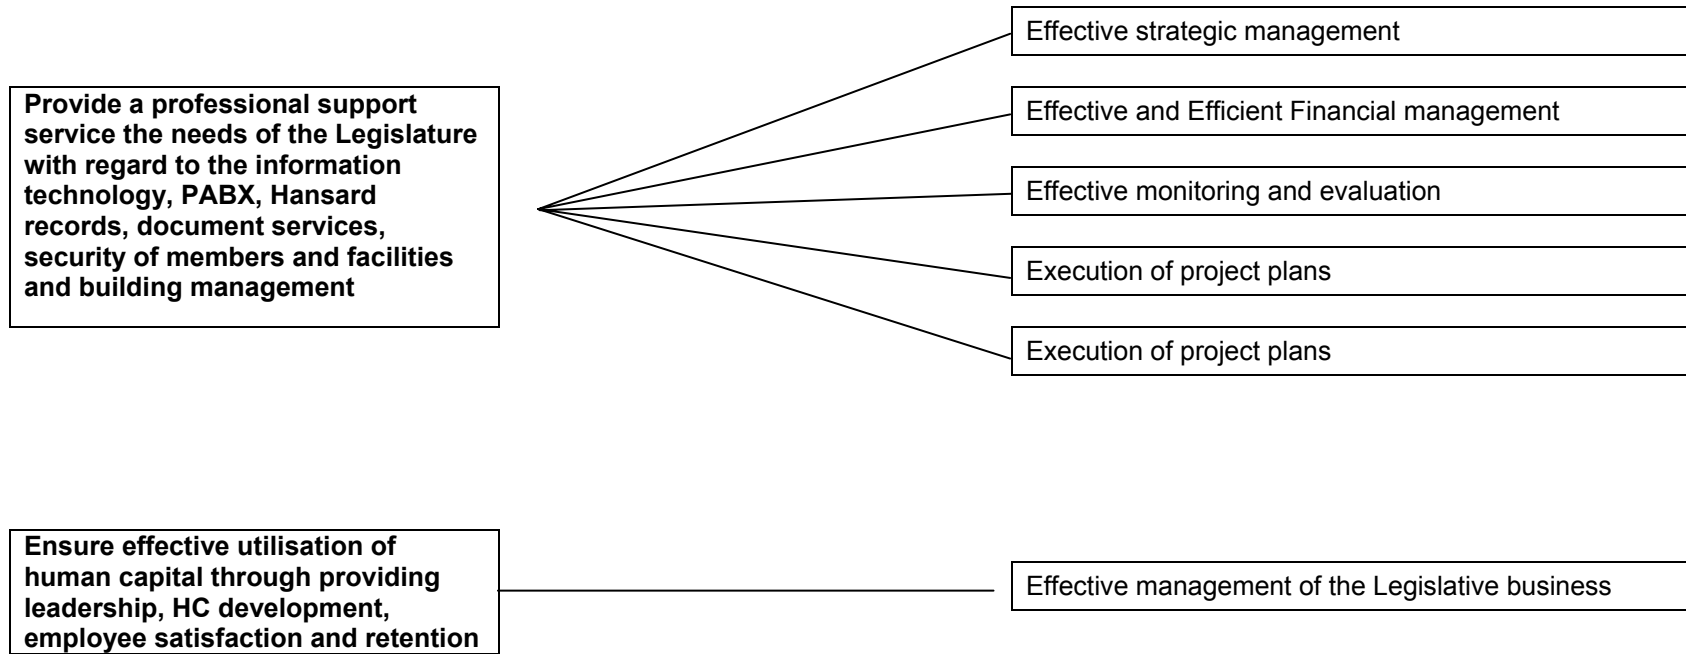 Provide a professional support
service the needs of the Legislature
with regard to the information
technology, PABX, Hansard
records, document services,
security of members and facilities
and building management
Effective strategic management
Effective and Efficient Financial management
Effective monitoring and evaluation
Execution of project plans
Execution of project plans
Ensure effective utilisation of
human capital through providing
leadership, HC development,
employee satisfaction and retention
Effective management of the Legislative business